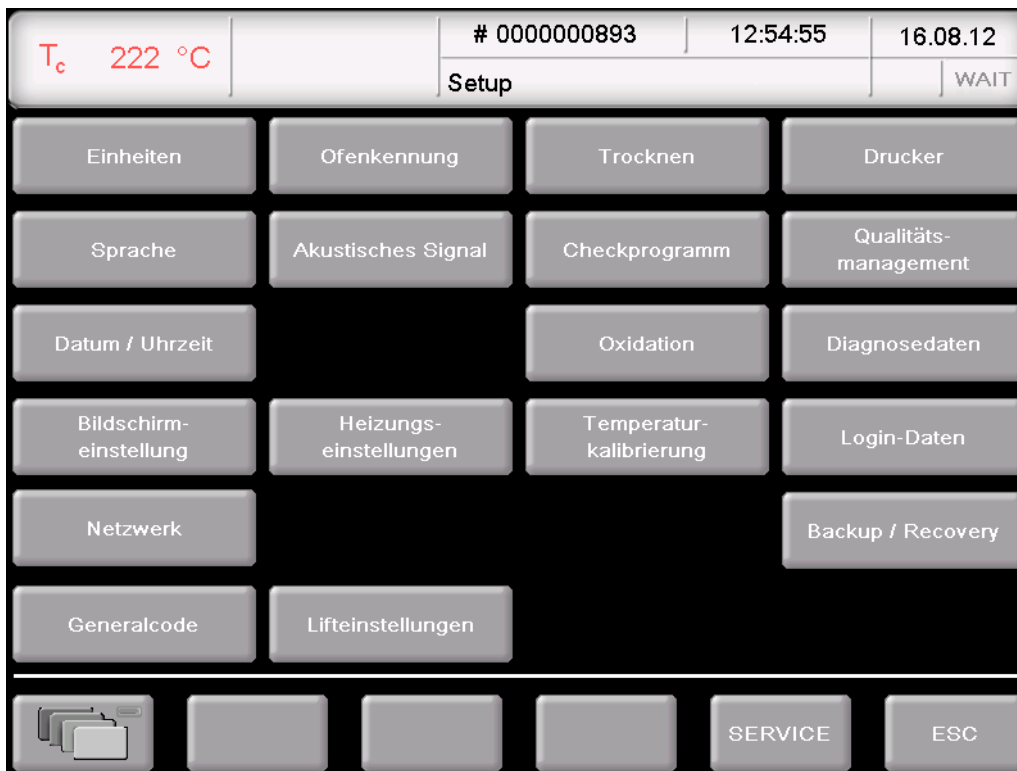 Tc 222 °C
# 0000000893
12:54:55
16.08.12
Setup
WAIT
Einheiten
Ofenkennung
Trocknen
Drucker
Sprache
Akustisches Signal
Checkprogramm
Qualitäts-
management
Datum / Uhrzeit
Oxidation
Diagnosedaten
Bildschirm-
einstellung
Heizungs-
einstellungen
Temperatur-
kalibrierung
Login-Daten
Netzwerk
Backup / Recovery
Generalcode
Lifteinstellungen
SERVICE
ESC